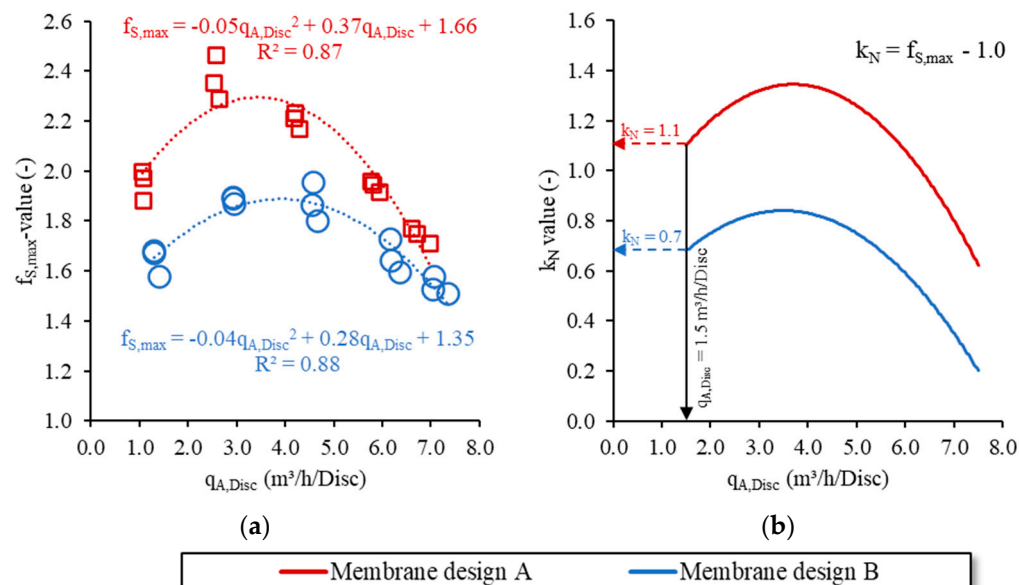 f_S,max = -0.05q_A,Disc² + 0.37q_A,Disc + 1.66
R² = 0.87
f_S,max = -0.04q_A,Disc² + 0.28q_A,Disc + 1.35
R² = 0.88
2.6
2.4
2.2
2.0
1.8
1.6
1.4
1.2
1.0
f_S,max-value (-)
0.0 1.0 2.0 3.0 4.0 5.0 6.0 7.0 8.0
q_A,Disc (m³/h/Disc)
(a)
k_N = f_S,max - 1.0
k_N = 1.1
k_N = 0.7
q_A,Disc = 1.5 m³/h/Disc
1.6
1.4
1.2
1.0
0.8
0.6
0.4
0.2
0.0
k_N value (-)
0.0 1.0 2.0 3.0 4.0 5.0 6.0 7.0 8.0
q_A,Disc (m³/h/Disc)
(b)
Membrane design A Membrane design B